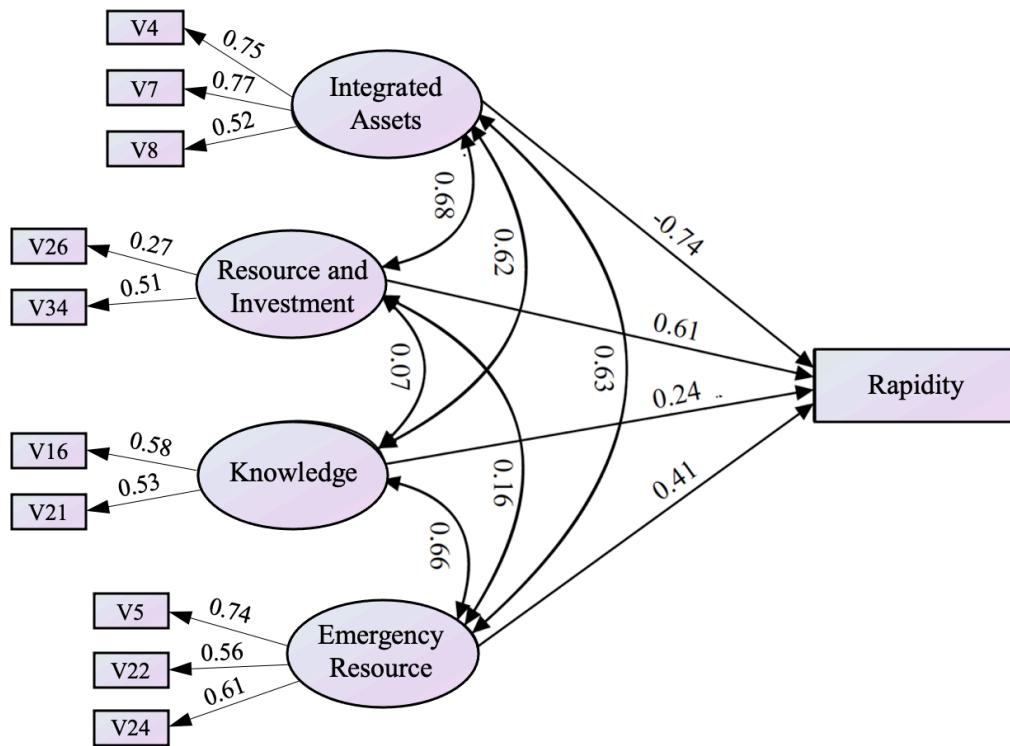 V4
0.75
V7
0.77
V8
0.52
Integrated
Assets
0.68
0.62
-0.74
V26
0.27
V34
0.51
Resource and
Investment
0.61
0.07
0.63
Rapidity
0.24
V16
0.58
V21
0.53
Knowledge
0.16
0.41
0.66
V5
0.74
V22
0.56
V24
0.61
Emergency
Resource